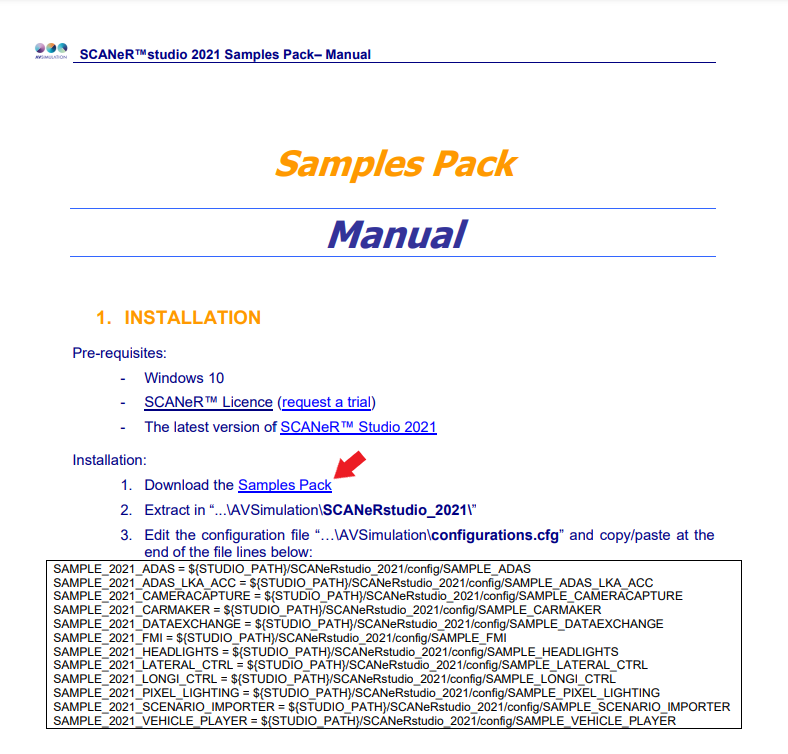 AVSIMULATION
SCANeR™studio 2021 Samples Pack– Manual
Samples Pack
Manual
1. INSTALLATION
Pre-requisites:
- Windows 10
- SCANeR™ Licence (request a trial)
- The latest version of SCANeR™ Studio 2021
Installation:
1. Download the Samples Pack
2. Extract in “...\AVSimulation\SCANeRstudio_2021\”
3. Edit the configuration file “…\AVSimulation\configurations.cfg” and copy/paste at the
end of the file lines below:
SAMPLE_2021_ADAS = ${STUDIO_PATH}/SCANeRstudio_2021/config/SAMPLE_ADAS
SAMPLE_2021_ADAS_LKA_ACC = ${STUDIO_PATH}/SCANeRstudio_2021/config/SAMPLE_ADAS_LKA_ACC
SAMPLE_2021_CAMERACAPTURE = ${STUDIO_PATH}/SCANeRstudio_2021/config/SAMPLE_CAMERACAPTURE
SAMPLE_2021_CARMAKER = ${STUDIO_PATH}/SCANeRstudio_2021/config/SAMPLE_CARMAKER
SAMPLE_2021_DATAEXCHANGE = ${STUDIO_PATH}/SCANeRstudio_2021/config/SAMPLE_DATAEXCHANGE
SAMPLE_2021_FMI = ${STUDIO_PATH}/SCANeRstudio_2021/config/SAMPLE_FMI
SAMPLE_2021_HEADLIGHTS = ${STUDIO_PATH}/SCANeRstudio_2021/config/SAMPLE_HEADLIGHTS
SAMPLE_2021_LATERAL_CTRL = ${STUDIO_PATH}/SCANeRstudio_2021/config/SAMPLE_LATERAL_CTRL
SAMPLE_2021_LONGI_CTRL = ${STUDIO_PATH}/SCANeRstudio_2021/config/SAMPLE_LONGI_CTRL
SAMPLE_2021_PIXEL_LIGHTING = ${STUDIO_PATH}/SCANeRstudio_2021/config/SAMPLE_PIXEL_LIGHTING
SAMPLE_2021_SCENARIO_IMPORTER = ${STUDIO_PATH}/SCANeRstudio_2021/config/SAMPLE_SCENARIO_IMPORTER
SAMPLE_2021_VEHICLE_PLAYER = ${STUDIO_PATH}/SCANeRstudio_2021/config/SAMPLE_VEHICLE_PLAYER